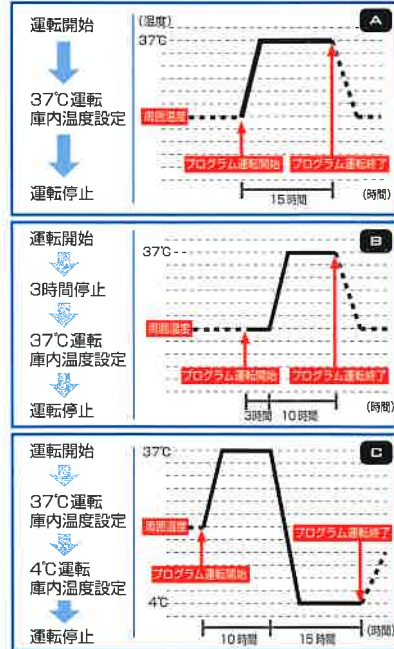 運転開始
37℃運転
庫内温度設定
運転停止
(温度)
A
37℃
周囲温度
プログラム運転開始
プログラム運転終了
15時間
(時間)
運転開始
3時間停止
37℃運転
庫内温度設定
運転停止
B
37℃
周囲温度
プログラム運転開始
プログラム運転終了
3時間
10時間
(時間)
運転開始
37℃運転
庫内温度設定
4℃運転
庫内温度設定
運転停止
C
37℃
周囲温度
プログラム運転終了
プログラム運転開始
4℃
10時間
15時間
(時間)